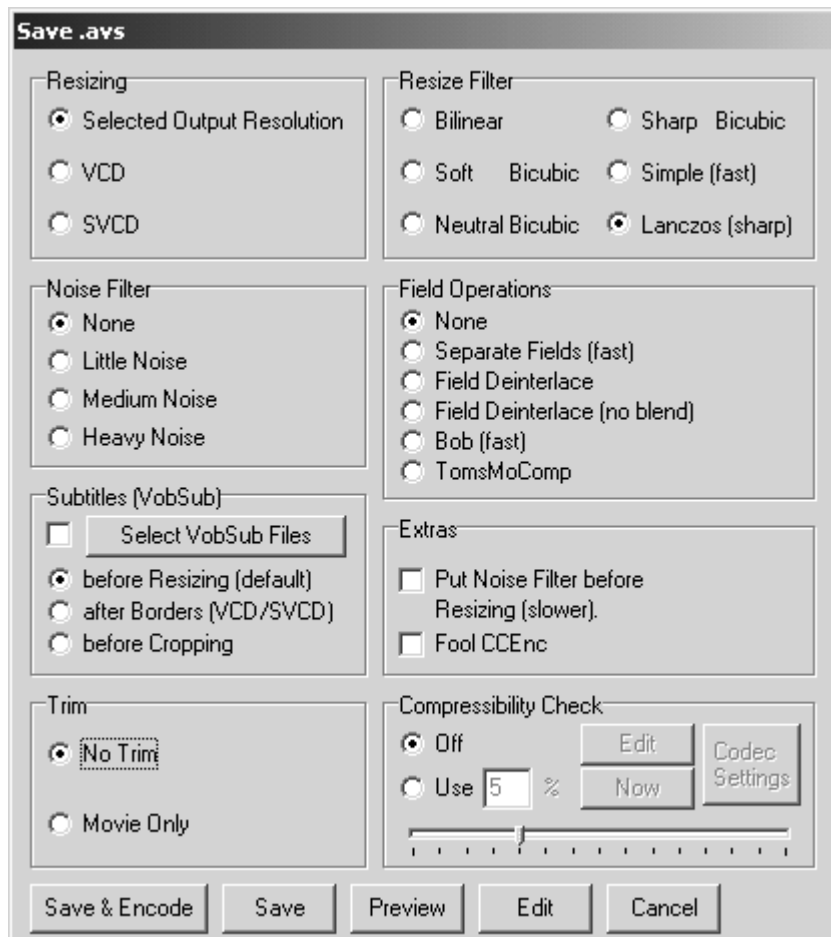 Save .avs
Resizing
Selected Output Resolution
VCD
SVCD
Resize Filter
Bilinear
Sharp Bicubic
Soft Bicubic
Simple (fast)
Neutral Bicubic
Lanczos (sharp)
Noise Filter
None
Little Noise
Medium Noise
Heavy Noise
Field Operations
None
Separate Fields (fast)
Field Deinterlace
Field Deinterlace (no blend)
Bob (fast)
TomsMoComp
Subtitles (VobSub)
Select VobSub Files
before Resizing (default)
after Borders (VCD/SVCD)
before Cropping
Extras
Put Noise Filter before
Resizing (slower).
Fool CCEnc
Trim
No Trim
Movie Only
Compressibility Check
Off
Edit
Use 5 %
Now
Codec
Settings
Save & Encode
Save
Preview
Edit
Cancel